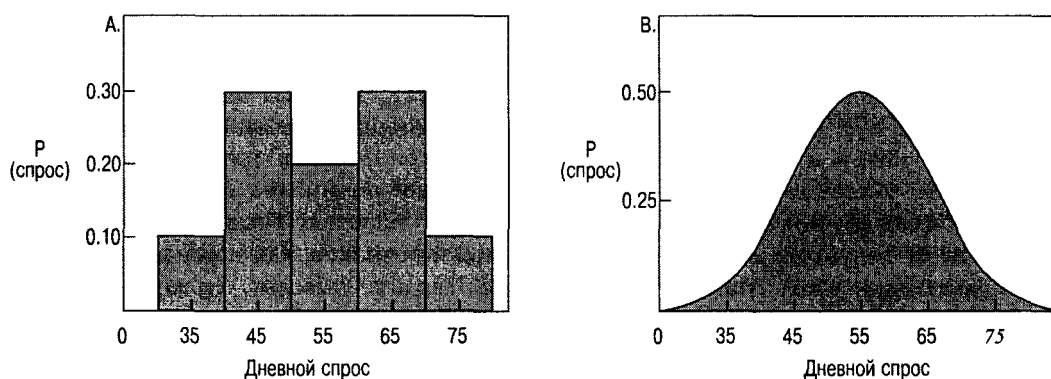 А.
0.30
Р
(спрос)
0.20
0.10
0 35 45 55 65 75
Дневной спрос
В.
0.50
Р
(спрос)
0.25
0 35 45 55 65 75
Дневной спрос